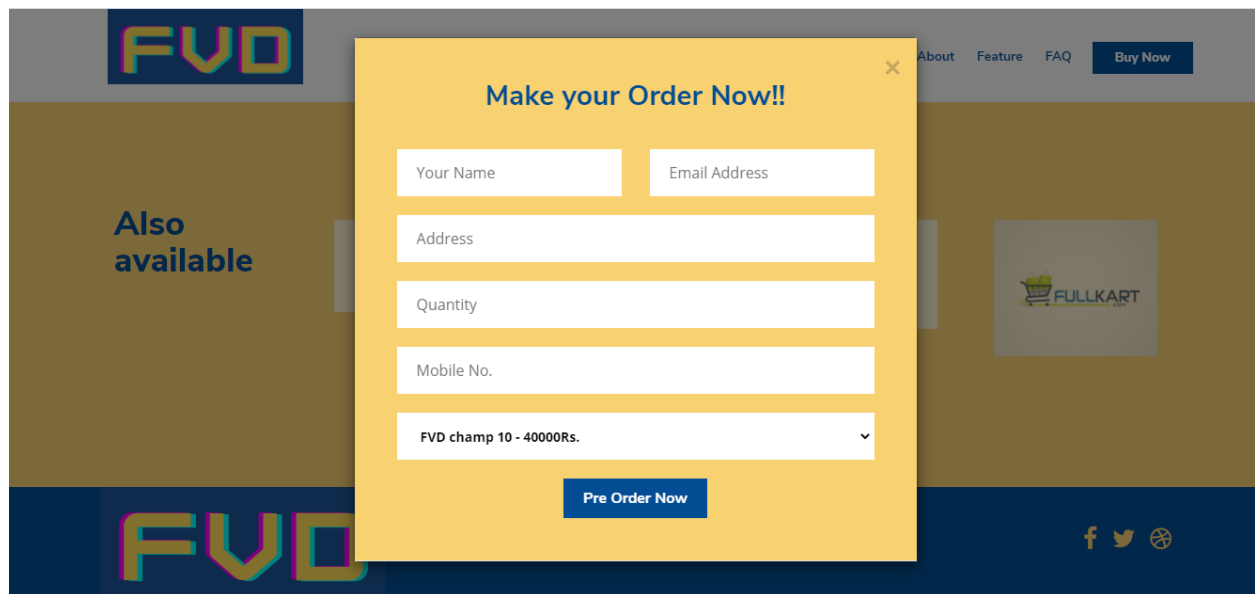 FVD
About Feature FAQ Buy Now
×
Make your Order Now!!
Your Name Email Address
Address
Quantity
Mobile No.
FVD champ 10 - 40000Rs.
Pre Order Now
Also
available
FULLKART
FVD